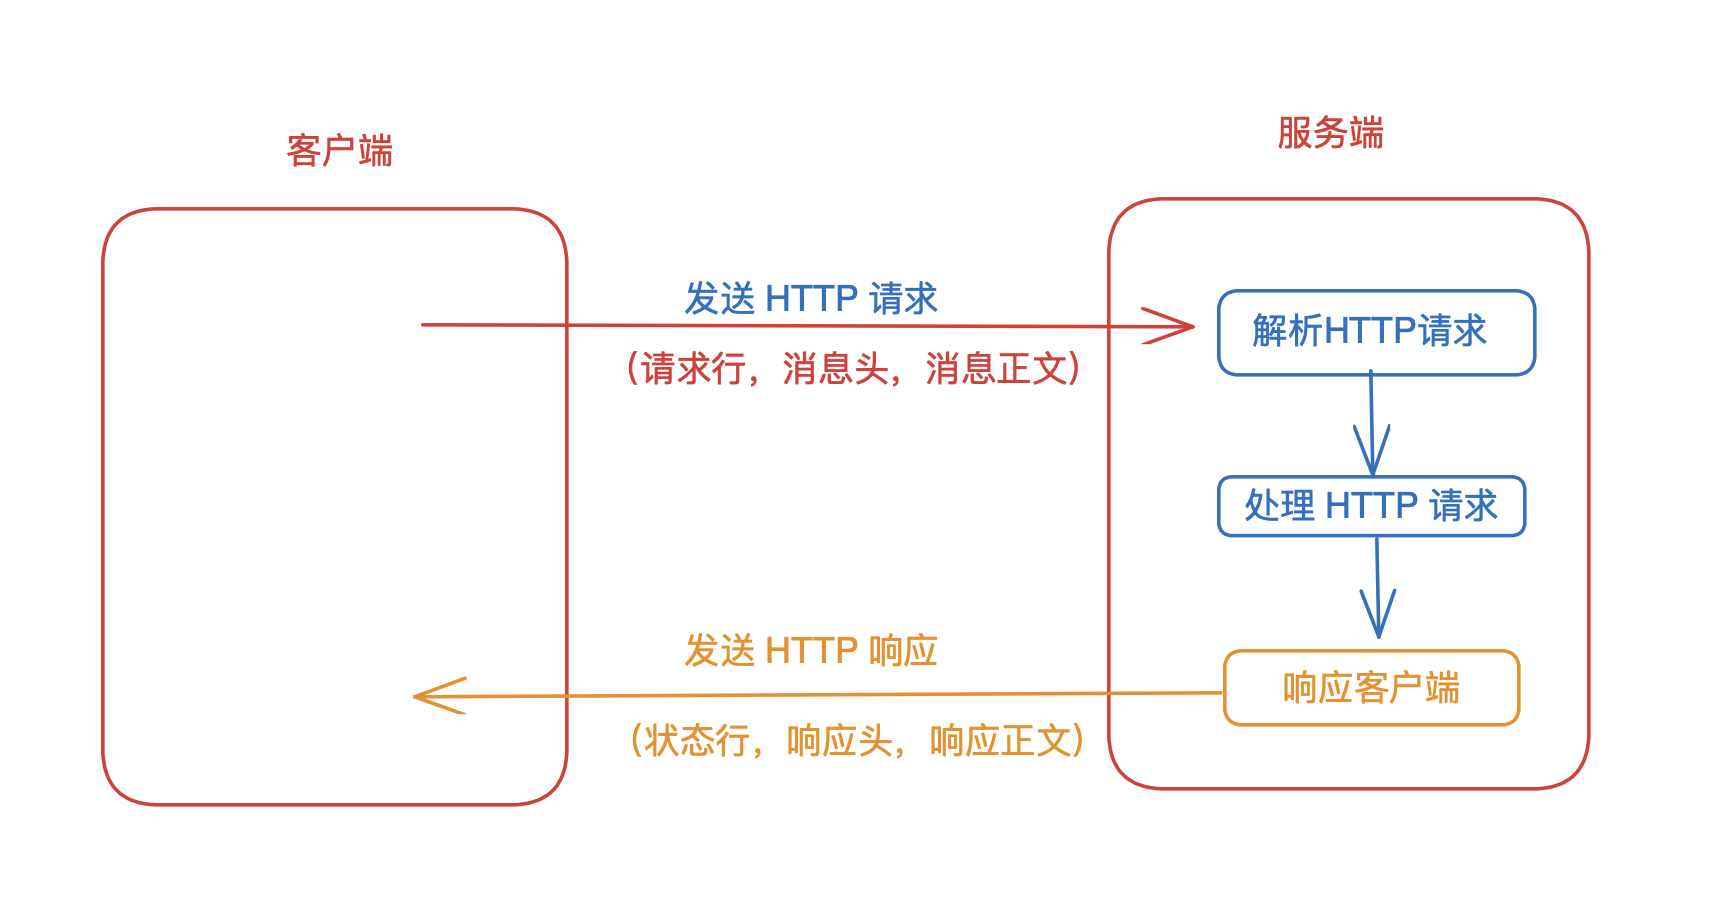 客户端
服务端
发送 HTTP 请求
(请求行，消息头，消息正文)
解析HTTP请求
处理 HTTP 请求
发送 HTTP 响应
(状态行，响应头，响应正文)
响应客户端